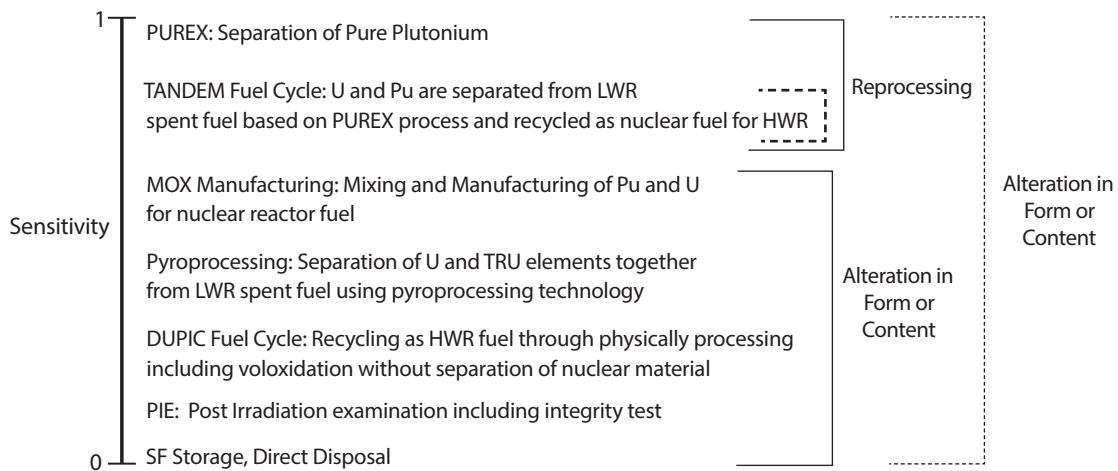 1
PUREX: Separation of Pure Plutonium
TANDEM Fuel Cycle: U and Pu are separated from LWR
spent fuel based on PUREX process and recycled as nuclear fuel for HWR
Reprocessing
MOX Manufacturing: Mixing and Manufacturing of Pu and U
for nuclear reactor fuel
Sensitivity
Pyroprocessing: Separation of U and TRU elements together
from LWR spent fuel using pyroprocessing technology
DUPIC Fuel Cycle: Recycling as HWR fuel through physically processing
including voloxidation without separation of nuclear material
PIE: Post Irradiation examination including integrity test
0
SF Storage, Direct Disposal
Alteration in
Form or
Content
Alteration in
Form or
Content